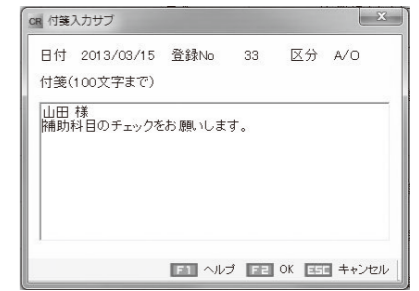 CR 付箋入力サブ
日付 2013/03/15 登録No 33 区分 A/O
付箋(100文字まで)
山田 様
補助科目のチェックをお願いします。
F1 ヘルプ F2 OK ESC キャンセル